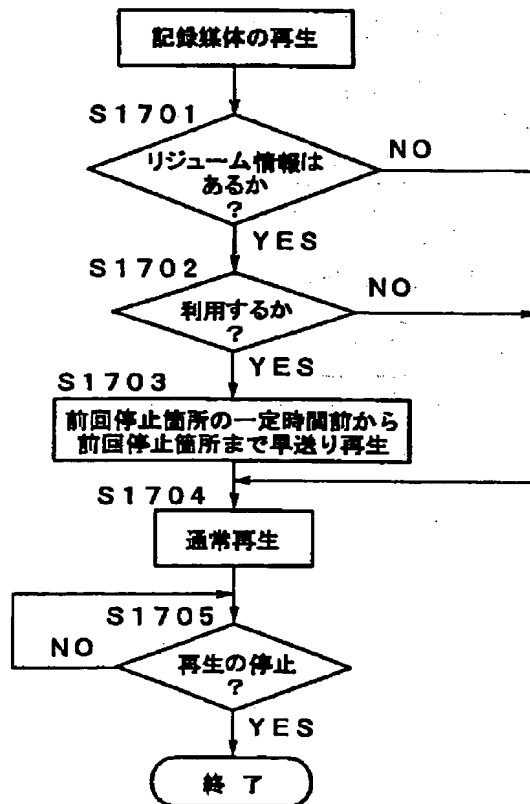 記録媒体の再生
S1701
リジューム情報は
あるか
?
NO
YES
S1702
利用するか
?
NO
YES
S1703
前回停止箇所の一定時間前から
前回停止箇所まで早送り再生
S1704
通常再生
S1705
NO
再生の停止
?
YES
終了